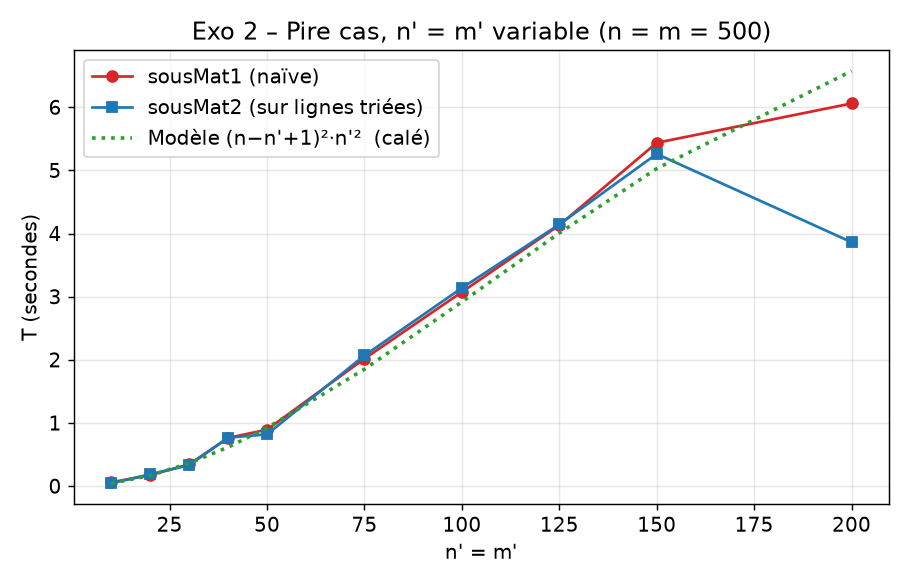 Exo 2 – Pire cas, n' = m' variable (n = m = 500)
sousMat1 (naïve)
sousMat2 (sur lignes triées)
Modèle (n−n'+1)²·n'² (calé)
T (secondes)
6
5
4
3
2
1
0
25 50 75 100 125 150 175 200
n' = m'